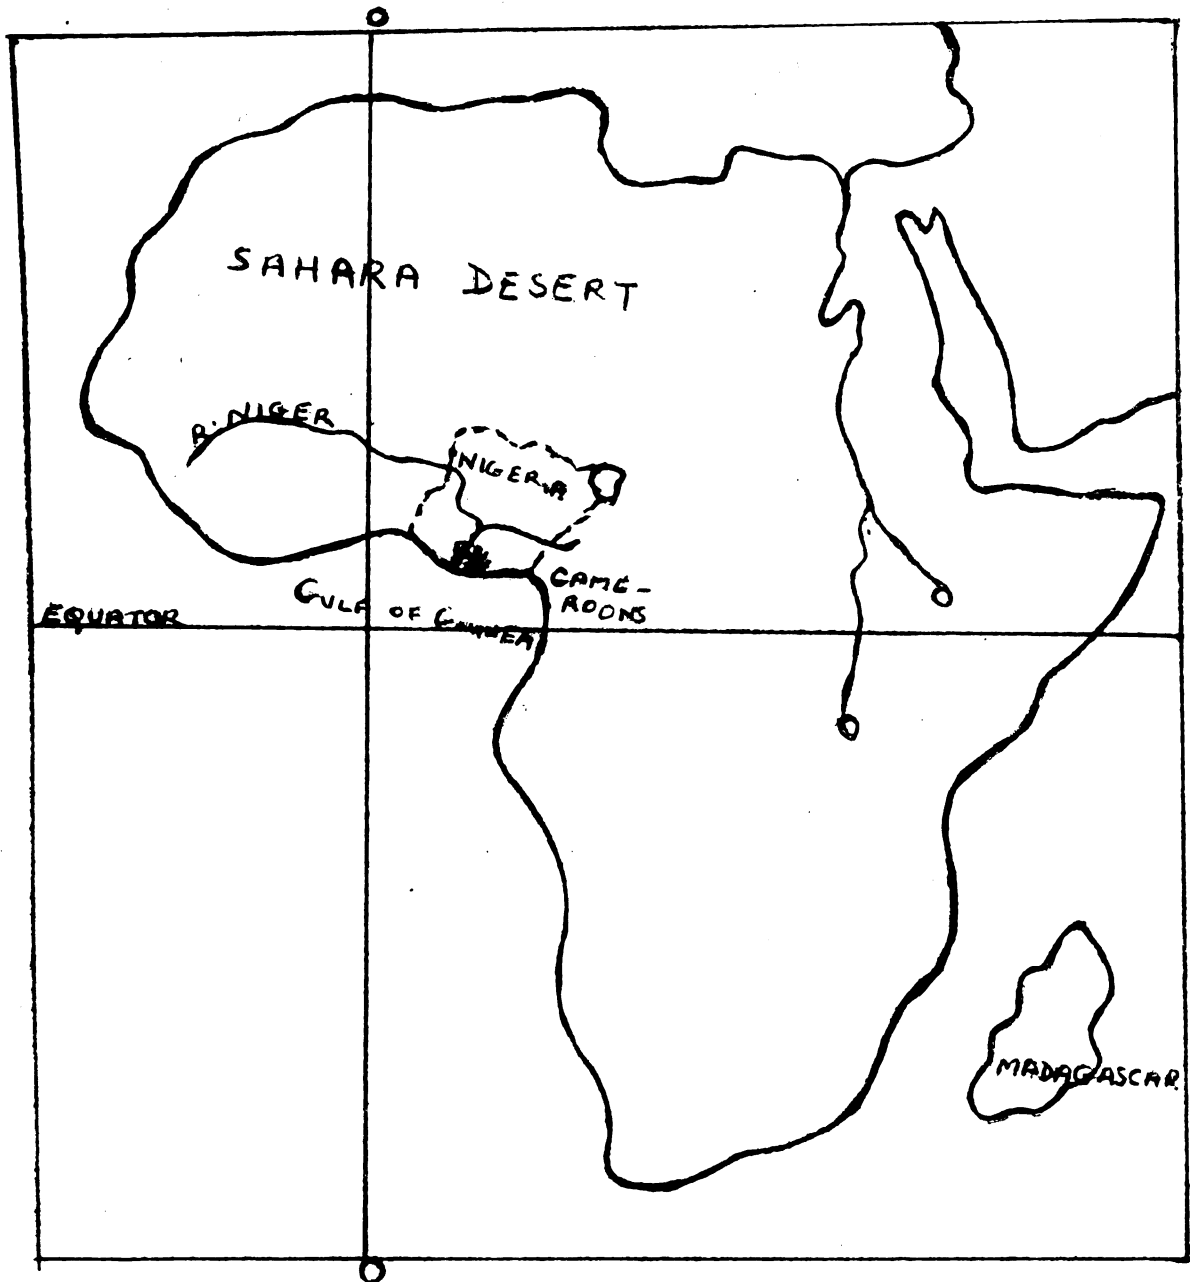 O
SAHARA DESERT
R. NIGER
NIGERIA
CAME-
ROONS
GULF OF GUINEA
EQUATOR
MADAGASCAR
O